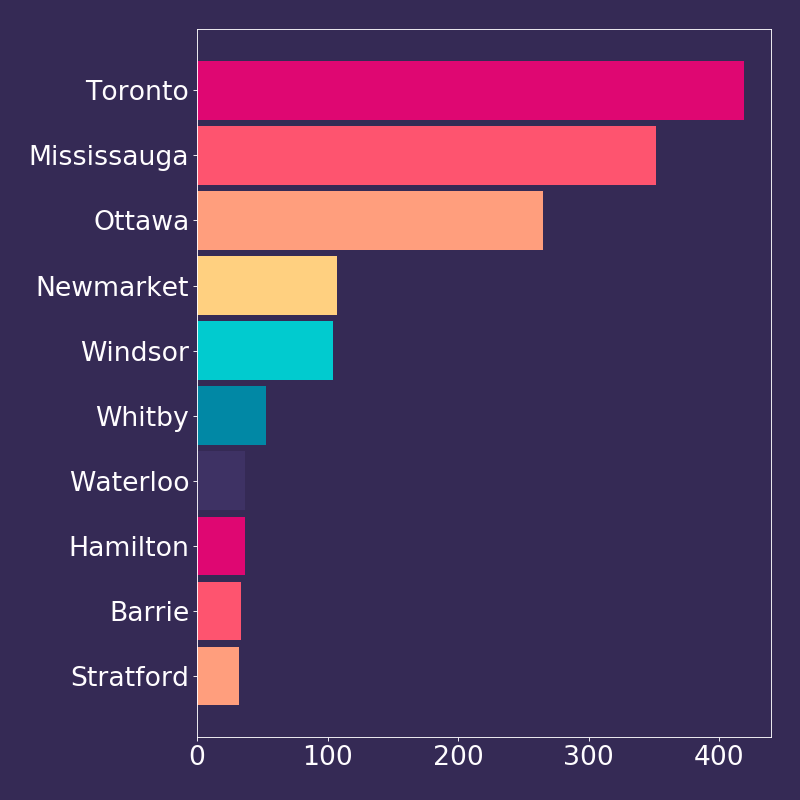 Toronto
Mississauga
Ottawa
Newmarket
Windsor
Whitby
Waterloo
Hamilton
Barrie
Stratford
0 100 200 300 400